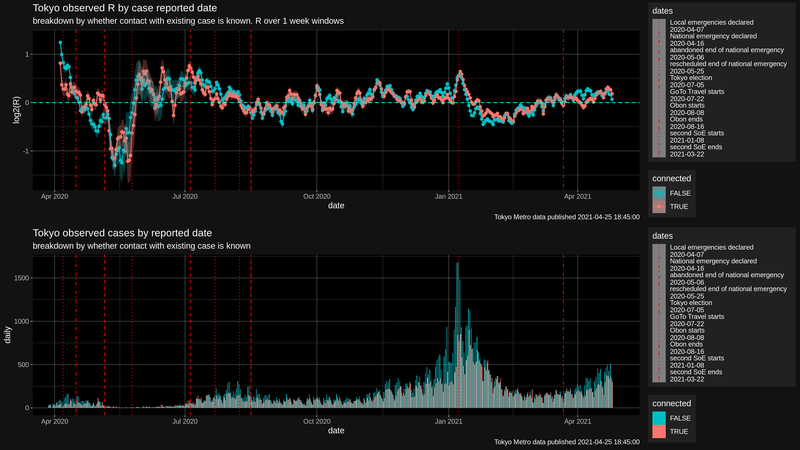 Tokyo observed R by case reported date
breakdown by whether contact with existing case is known. R over 1 week windows
log2(R)
1
0
-1
Apr 2020
Jul 2020
Oct 2020
Jan 2021
Apr 2021
date
Tokyo Metro data published 2021-04-25 18:45:00
dates
Local emergencies declared
2020-04-07
National emergency declared
2020-04-16
abandoned end of national emergency
2020-05-06
rescheduled end of national emergency
2020-05-25
Tokyo election
2020-07-05
GoTo Travel starts
2020-07-22
Obon starts
2020-08-08
Obon ends
2020-08-16
second SoE starts
2021-01-08
second SoE ends
2021-03-22
connected
FALSE
TRUE
Tokyo observed cases by reported date
breakdown by whether contact with existing case is known
daily
1500
1000
500
0
Apr 2020
Jul 2020
Oct 2020
Jan 2021
Apr 2021
date
Tokyo Metro data published 2021-04-25 18:45:00
dates
Local emergencies declared
2020-04-07
National emergency declared
2020-04-16
abandoned end of national emergency
2020-05-06
rescheduled end of national emergency
2020-05-25
Tokyo election
2020-07-05
GoTo Travel starts
2020-07-22
Obon starts
2020-08-08
Obon ends
2020-08-16
second SoE starts
2021-01-08
second SoE ends
2021-03-22
connected
FALSE
TRUE